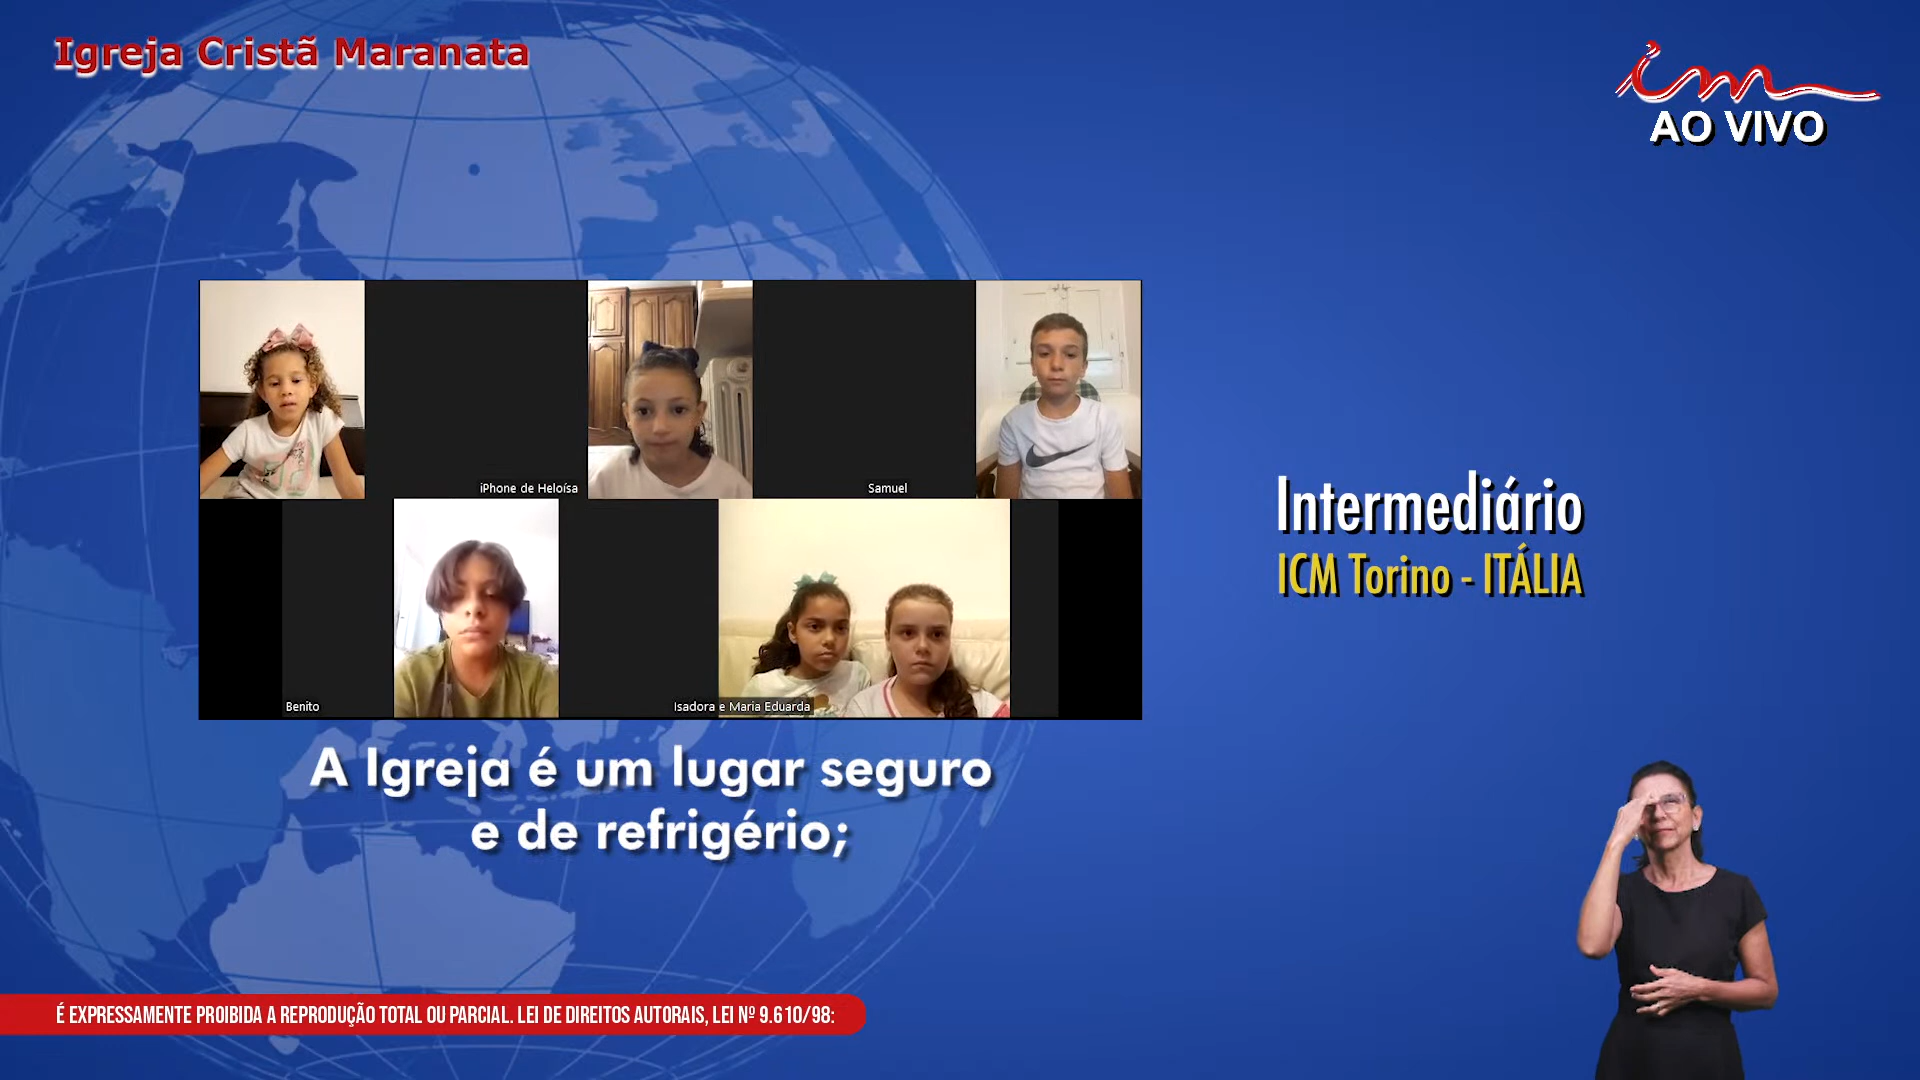 Igreja Cristã Maranata
im
AO VIVO
iPhone de Heloísa
Samuel
Benito
Isadora e Maria Eduarda
Intermediário
ICM Torino - ITÁLIA
A Igreja é um lugar seguro
e de refrigério;
É EXPRESSAMENTE PROIBIDA A REPRODUÇÃO TOTAL OU PARCIAL. LEI DE DIREITOS AUTORAIS, LEI Nº 9.610/98: